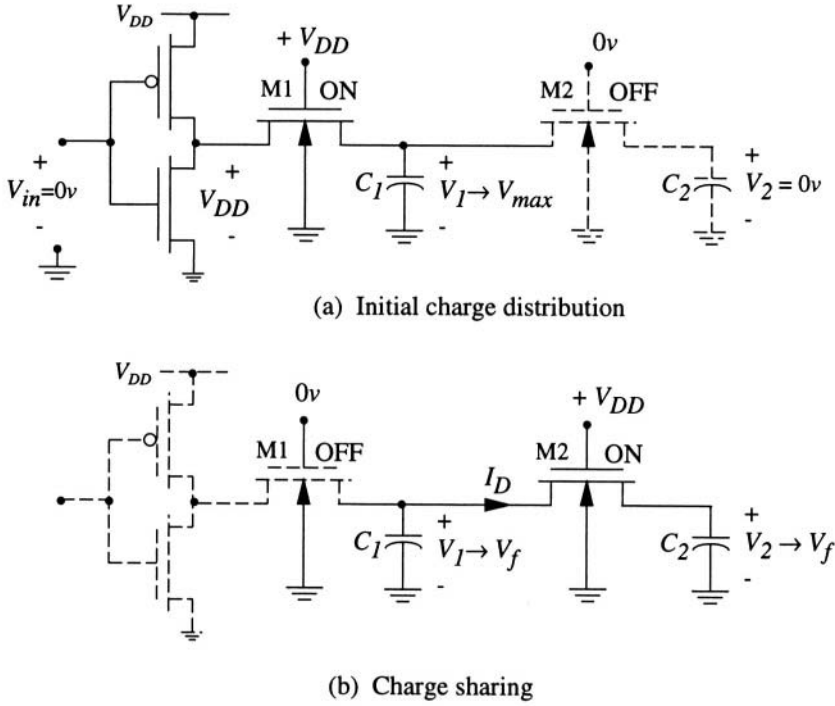 V_DD
+ V_DD
0v
M1 ON
M2 OFF
+
V_in=0v
-
+
V_DD
-
C_1
+
V_1 → V_max
-
C_2
+
V_2 = 0v
-
(a) Initial charge distribution
V_DD
0v
+ V_DD
M1 OFF
M2 ON
I_D
C_1
+
V_1 → V_f
-
C_2
+
V_2 → V_f
-
(b) Charge sharing